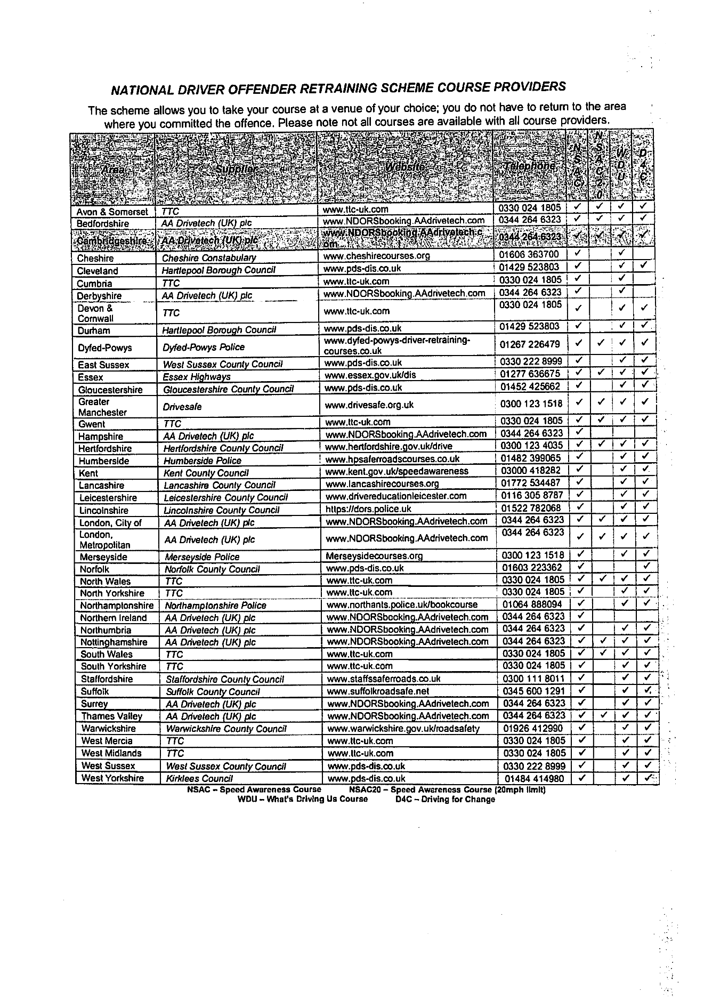 NATIONAL DRIVER OFFENDER RETRAINING SCHEME COURSE PROVIDERS
The scheme allows you to take your course at a venue of your choice; you do not have to return to the area
where you committed the offence. Please note not all courses are available with all course providers.
Area Supplier Website Telephone NSAC NSAC20 WDU D4C
Avon & Somerset TTC www.ttc-uk.com 0330 024 1805 ✓ ✓ ✓ ✓
Bedfordshire AA Drivetech (UK) plc www.NDORSbooking.AAdrivetech.com 0344 264 6323 ✓ ✓ ✓ ✓
Cambridgeshire AA Drivetech (UK) plc www.NDORSbooking.AAdrivetech.c 0344 264 6323 ✓ ✓ ✓ ✓
om
Cheshire Cheshire Constabulary www.cheshirecourses.org 01606 363700 ✓ ✓
Cleveland Hartlepool Borough Council www.pds-dis.co.uk 01429 523803 ✓ ✓ ✓
Cumbria TTC www.ttc-uk.com 0330 024 1805 ✓ ✓
Derbyshire AA Drivetech (UK) plc www.NDORSbooking.AAdrivetech.com 0344 264 6323 ✓ ✓
Devon &
Cornwall TTC www.ttc-uk.com 0330 024 1805 ✓ ✓ ✓
Durham Hartlepool Borough Council www.pds-dis.co.uk 01429 523803 ✓ ✓ ✓
Dyfed-Powys Dyfed-Powys Police www.dyfed-powys-driver-retraining-
courses.co.uk 01267 226479 ✓ ✓ ✓ ✓
East Sussex West Sussex County Council www.pds-dis.co.uk 0330 222 8999 ✓ ✓ ✓
Essex Essex Highways www.essex.gov.uk/dis 01277 636675 ✓ ✓ ✓ ✓
Gloucestershire Gloucestershire County Council www.pds-dis.co.uk 01452 425662 ✓ ✓ ✓
Greater
Manchester Drivesafe www.drivesafe.org.uk 0300 123 1518 ✓ ✓ ✓ ✓
Gwent TTC www.ttc-uk.com 0330 024 1805 ✓ ✓ ✓ ✓
Hampshire AA Drivetech (UK) plc www.NDORSbooking.AAdrivetech.com 0344 264 6323 ✓
Hertfordshire Hertfordshire County Council www.hertfordshire.gov.uk/drive 0300 123 4035 ✓ ✓ ✓ ✓
Humberside Humberside Police www.hpsaferroadscourses.co.uk 01482 399065 ✓ ✓ ✓
Kent Kent County Council www.kent.gov.uk/speedawareness 03000 418282 ✓ ✓ ✓
Lancashire Lancashire County Council www.lancashirecourses.org 01772 534487 ✓ ✓ ✓
Leicestershire Leicestershire County Council www.drivereducationleicester.com 0116 305 8787 ✓ ✓ ✓
Lincolnshire Lincolnshire County Council https://dors.police.uk 01522 782068 ✓ ✓ ✓
London, City of AA Drivetech (UK) plc www.NDORSbooking.AAdrivetech.com 0344 264 6323 ✓ ✓ ✓ ✓
London,
Metropolitan AA Drivetech (UK) plc www.NDORSbooking.AAdrivetech.com 0344 264 6323 ✓ ✓ ✓ ✓
Merseyside Merseyside Police Merseysidecourses.org 0300 123 1518 ✓ ✓ ✓
Norfolk Norfolk County Council www.pds-dis.co.uk 01603 223362 ✓ ✓
North Wales TTC www.ttc-uk.com 0330 024 1805 ✓ ✓ ✓ ✓
North Yorkshire TTC www.ttc-uk.com 0330 024 1805 ✓ ✓ ✓
Northamptonshire Northamptonshire Police www.northants.police.uk/bookcourse 01064 888094 ✓ ✓ ✓
Northern Ireland AA Drivetech (UK) plc www.NDORSbooking.AAdrivetech.com 0344 264 6323 ✓
Northumbria AA Drivetech (UK) plc www.NDORSbooking.AAdrivetech.com 0344 264 6323 ✓ ✓ ✓
Nottinghamshire AA Drivetech (UK) plc www.NDORSbooking.AAdrivetech.com 0344 264 6323 ✓ ✓ ✓ ✓
South Wales TTC www.ttc-uk.com 0330 024 1805 ✓ ✓ ✓ ✓
South Yorkshire TTC www.ttc-uk.com 0330 024 1805 ✓ ✓ ✓
Staffordshire Staffordshire County Council www.staffssaferroads.co.uk 0300 111 8011 ✓ ✓ ✓
Suffolk Suffolk County Council www.suffolkroadsafe.net 0345 600 1291 ✓ ✓ ✓
Surrey AA Drivetech (UK) plc www.NDORSbooking.AAdrivetech.com 0344 264 6323 ✓ ✓ ✓
Thames Valley AA Drivetech (UK) plc www.NDORSbooking.AAdrivetech.com 0344 264 6323 ✓ ✓ ✓ ✓
Warwickshire Warwickshire County Council www.warwickshire.gov.uk/roadsafety 01926 412990 ✓ ✓ ✓
West Mercia TTC www.ttc-uk.com 0330 024 1805 ✓ ✓ ✓
West Midlands TTC www.ttc-uk.com 0330 024 1805 ✓ ✓ ✓
West Sussex West Sussex County Council www.pds-dis.co.uk 0330 222 8999 ✓ ✓ ✓
West Yorkshire Kirklees Council www.pds-dis.co.uk 01484 414980 ✓ ✓ ✓
NSAC – Speed Awareness Course NSAC20 – Speed Awareness Course (20mph limit)
WDU – What's Driving Us Course D4C – Driving for Change